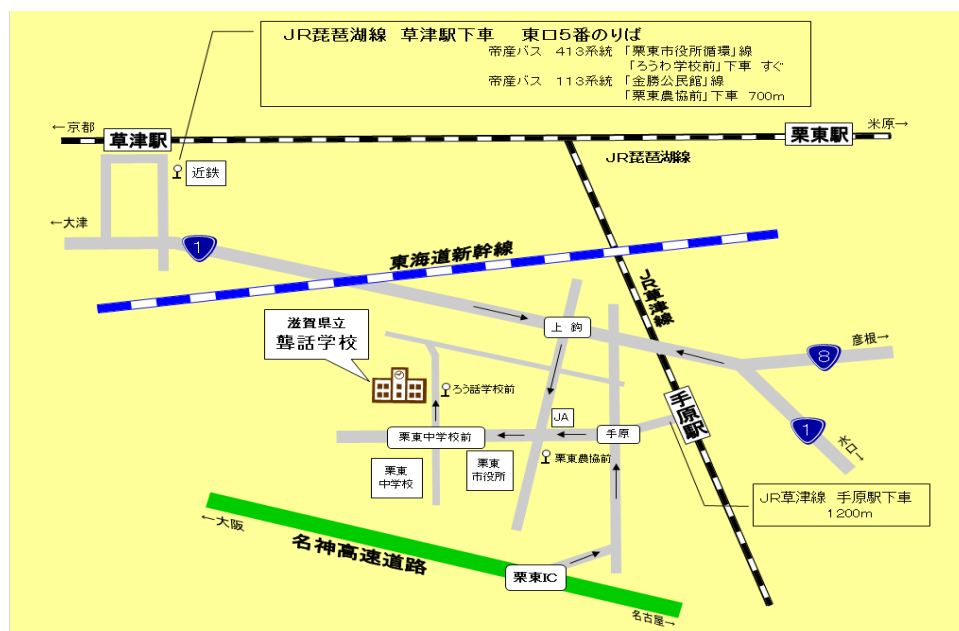 JR琵琶湖線 草津駅下車 東口5番のりば
帝産バス 413系統 「栗東市役所循環」線
「ろうわ学校前」下車 すぐ
帝産バス 113系統 「金勝公民館」線
「栗東農協前」下車 700m
←京都
草津駅
栗東駅
米原→
JR琵琶湖線
近鉄
←大津
1
東海道新幹線
JR草津線
滋賀県立
聾話学校
上 鈎
彦根→
8
ろう話学校前
手原駅
JA
1
栗東中学校前
手原
水口→
栗東農協前
栗東
中学校
栗東
市役所
JR草津線 手原駅下車
1200m
←大阪
名神高速道路
栗東IC
名古屋→